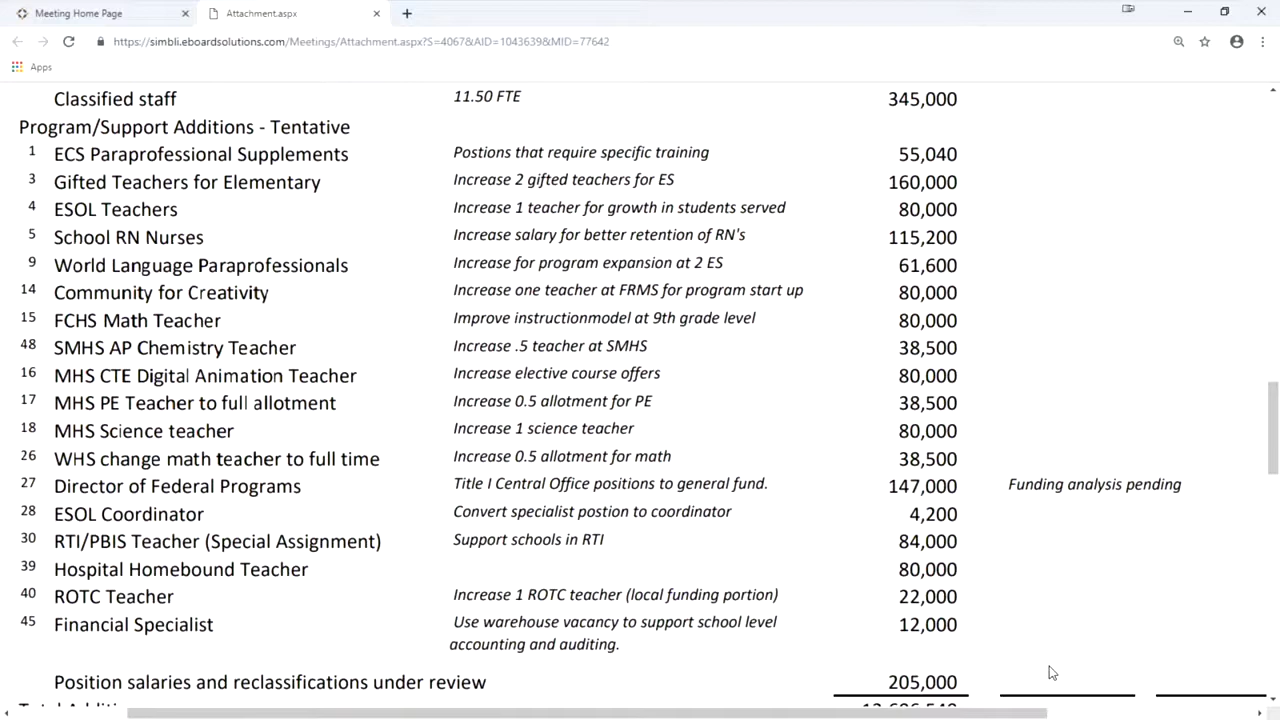 Meeting Home Page
Attachment.aspx
https://simbli.eboardsolutions.com/Meetings/Attachment.aspx?S=4067&AID=1043639&MID=77642
Apps
Classified staff 11.50 FTE 345,000
Program/Support Additions - Tentative
1 ECS Paraprofessional Supplements Postions that require specific training 55,040
3 Gifted Teachers for Elementary Increase 2 gifted teachers for ES 160,000
4 ESOL Teachers Increase 1 teacher for growth in students served 80,000
5 School RN Nurses Increase salary for better retention of RN's 115,200
9 World Language Paraprofessionals Increase for program expansion at 2 ES 61,600
14 Community for Creativity Increase one teacher at FRMS for program start up 80,000
15 FCHS Math Teacher Improve instructionmodel at 9th grade level 80,000
48 SMHS AP Chemistry Teacher Increase .5 teacher at SMHS 38,500
16 MHS CTE Digital Animation Teacher Increase elective course offers 80,000
17 MHS PE Teacher to full allotment Increase 0.5 allotment for PE 38,500
18 MHS Science teacher Increase 1 science teacher 80,000
26 WHS change math teacher to full time Increase 0.5 allotment for math 38,500
27 Director of Federal Programs Title I Central Office positions to general fund. 147,000 Funding analysis pending
28 ESOL Coordinator Convert specialist postion to coordinator 4,200
30 RTI/PBIS Teacher (Special Assignment) Support schools in RTI 84,000
39 Hospital Homebound Teacher 80,000
40 ROTC Teacher Increase 1 ROTC teacher (local funding portion) 22,000
45 Financial Specialist Use warehouse vacancy to support school level 12,000
accounting and auditing.
Position salaries and reclassifications under review 205,000